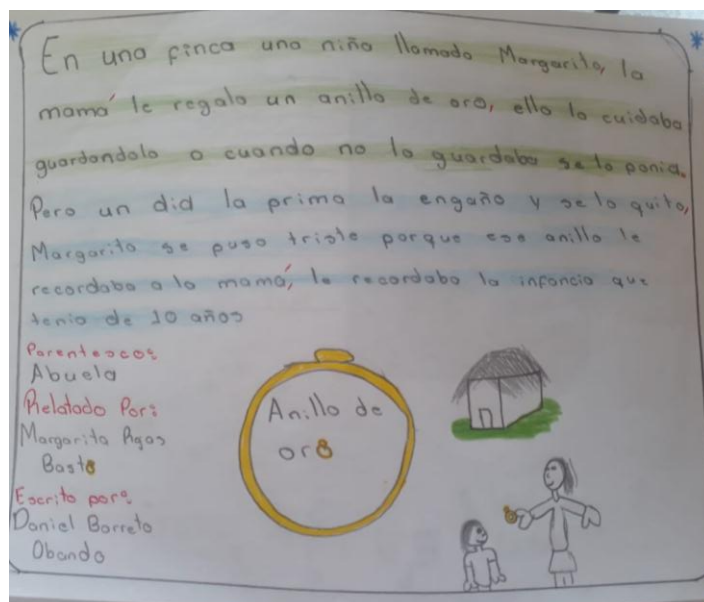 En una finca una niña llamada Margarita, la
mamá le regalo un anillo de oro, ella lo cuidaba
guardandolo o cuando no lo guardaba se lo ponia.
Pero un did la prima la engaño y se lo quito,
Margarita se puso triste porque ese anillo le
recordaba a la mamá, le recordaba la infancia que
tenia de 10 años
Parentescos:
Abuela
Relatado Por:
Margarita Rgas
Basto
Escrito por:
Daniel Barreto
Obando
Anillo de
oro